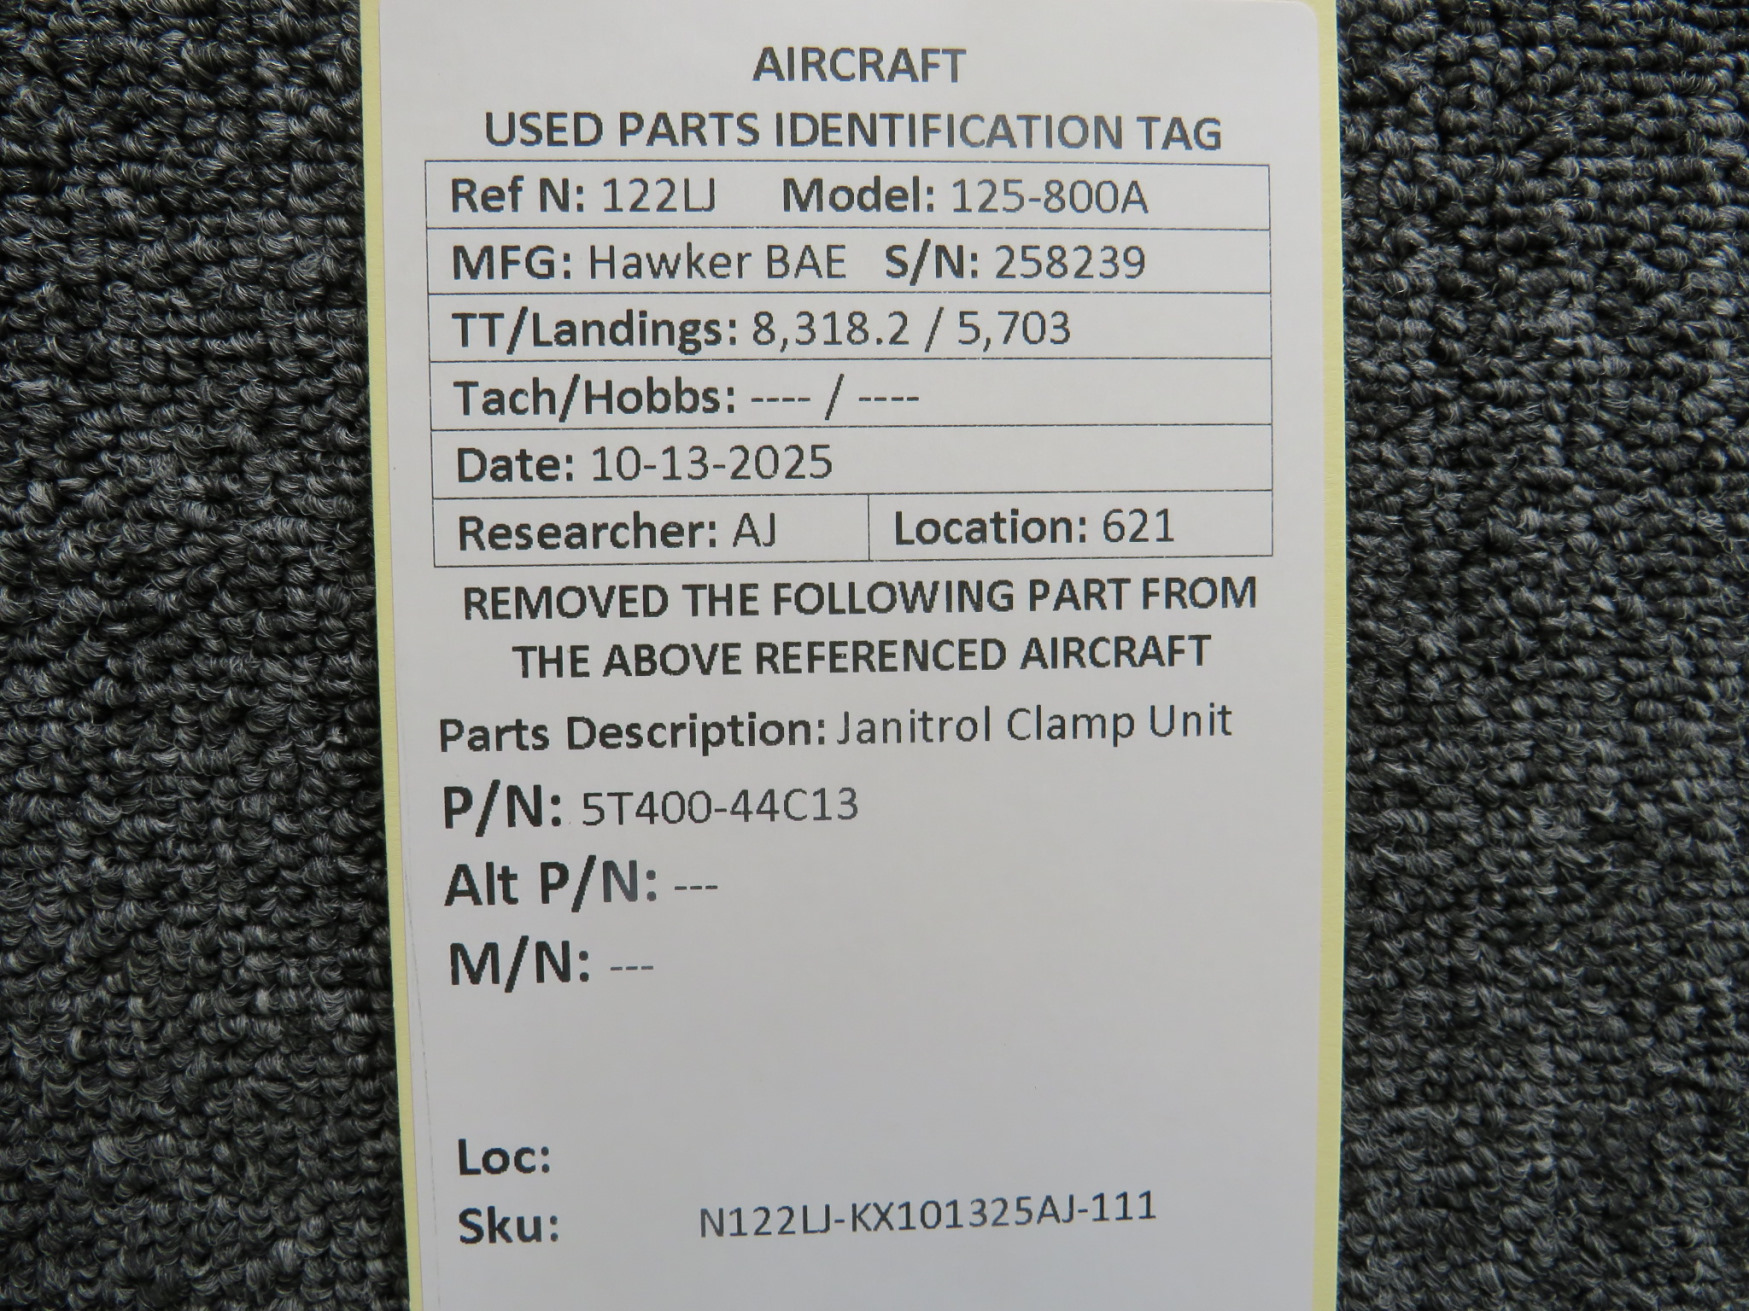 AIRCRAFT
USED PARTS IDENTIFICATION TAG
Ref N: 122LJ Model: 125-800A
MFG: Hawker BAE S/N: 258239
TT/Landings: 8,318.2 / 5,703
Tach/Hobbs: ---- / ----
Date: 10-13-2025
Researcher: AJ Location: 621
REMOVED THE FOLLOWING PART FROM
THE ABOVE REFERENCED AIRCRAFT
Parts Description: Janitrol Clamp Unit
P/N: 5T400-44C13
Alt P/N: ---
M/N: ---
Loc:
Sku: N122LJ-KX101325AJ-111